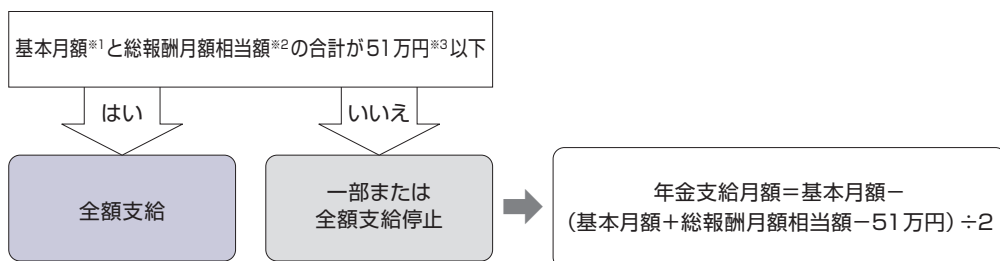 基本月額※1と総報酬月額相当額※2の合計が51万円※3以下
はい
いいえ
全額支給
一部または
全額支給停止
年金支給月額＝基本月額－
（基本月額＋総報酬月額相当額－51万円）÷2